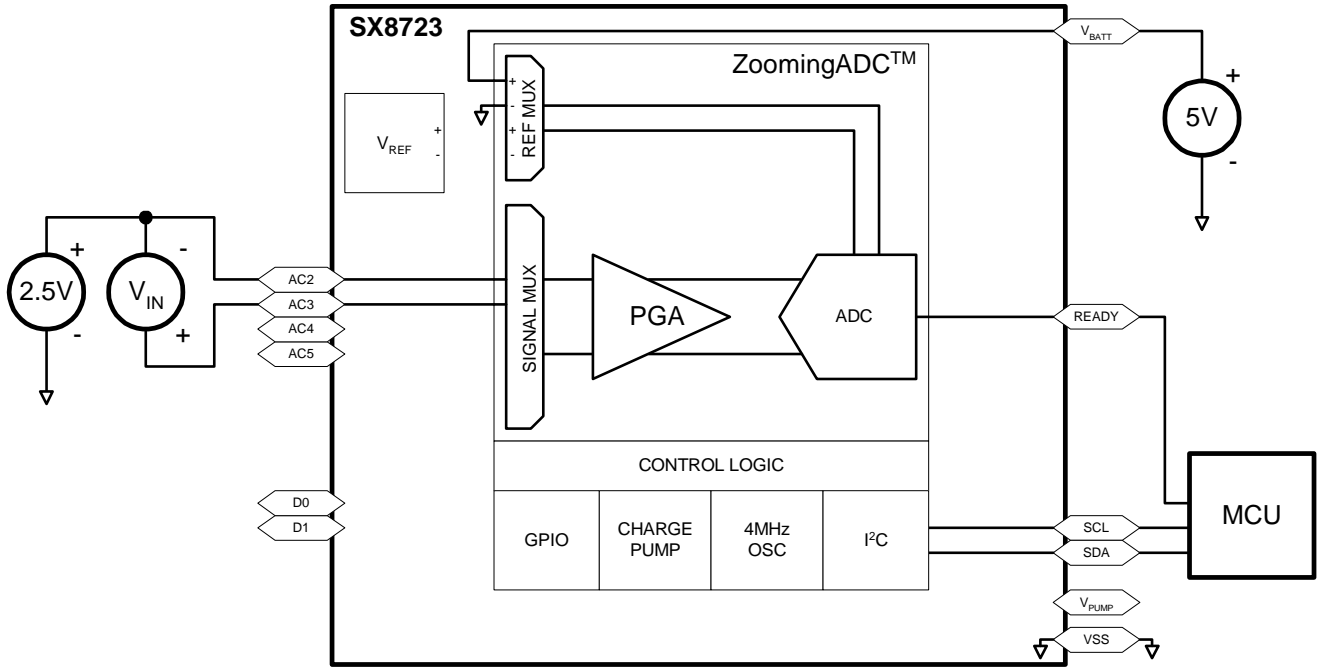 SX8723
V_BATT
ZoomingADC™
+
-
+
-
REF MUX
V_REF
+
-
+
5V
-
+
2.5V
-
-
V_IN
+
AC2
AC3
AC4
AC5
SIGNAL MUX
PGA
ADC
READY
CONTROL LOGIC
D0
D1
GPIO
CHARGE
PUMP
4MHz
OSC
I²C
SCL
SDA
MCU
V_PUMP
VSS